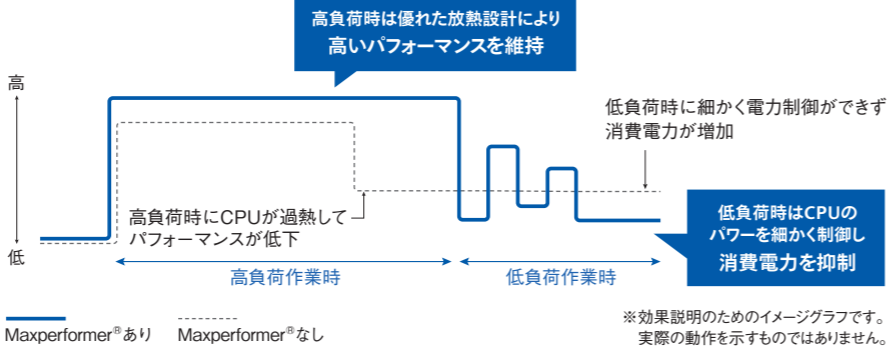 高負荷時は優れた放熱設計により
高いパフォーマンスを維持
高
低
低負荷時に細かく電力制御ができず
消費電力が増加
高負荷時にCPUが過熱して
パフォーマンスが低下
低負荷時はCPUの
パワーを細かく制御し
消費電力を抑制
高負荷作業時
低負荷作業時
Maxperformer®あり
Maxperformer®なし
※効果説明のためのイメージグラフです。
実際の動作を示すものではありません。